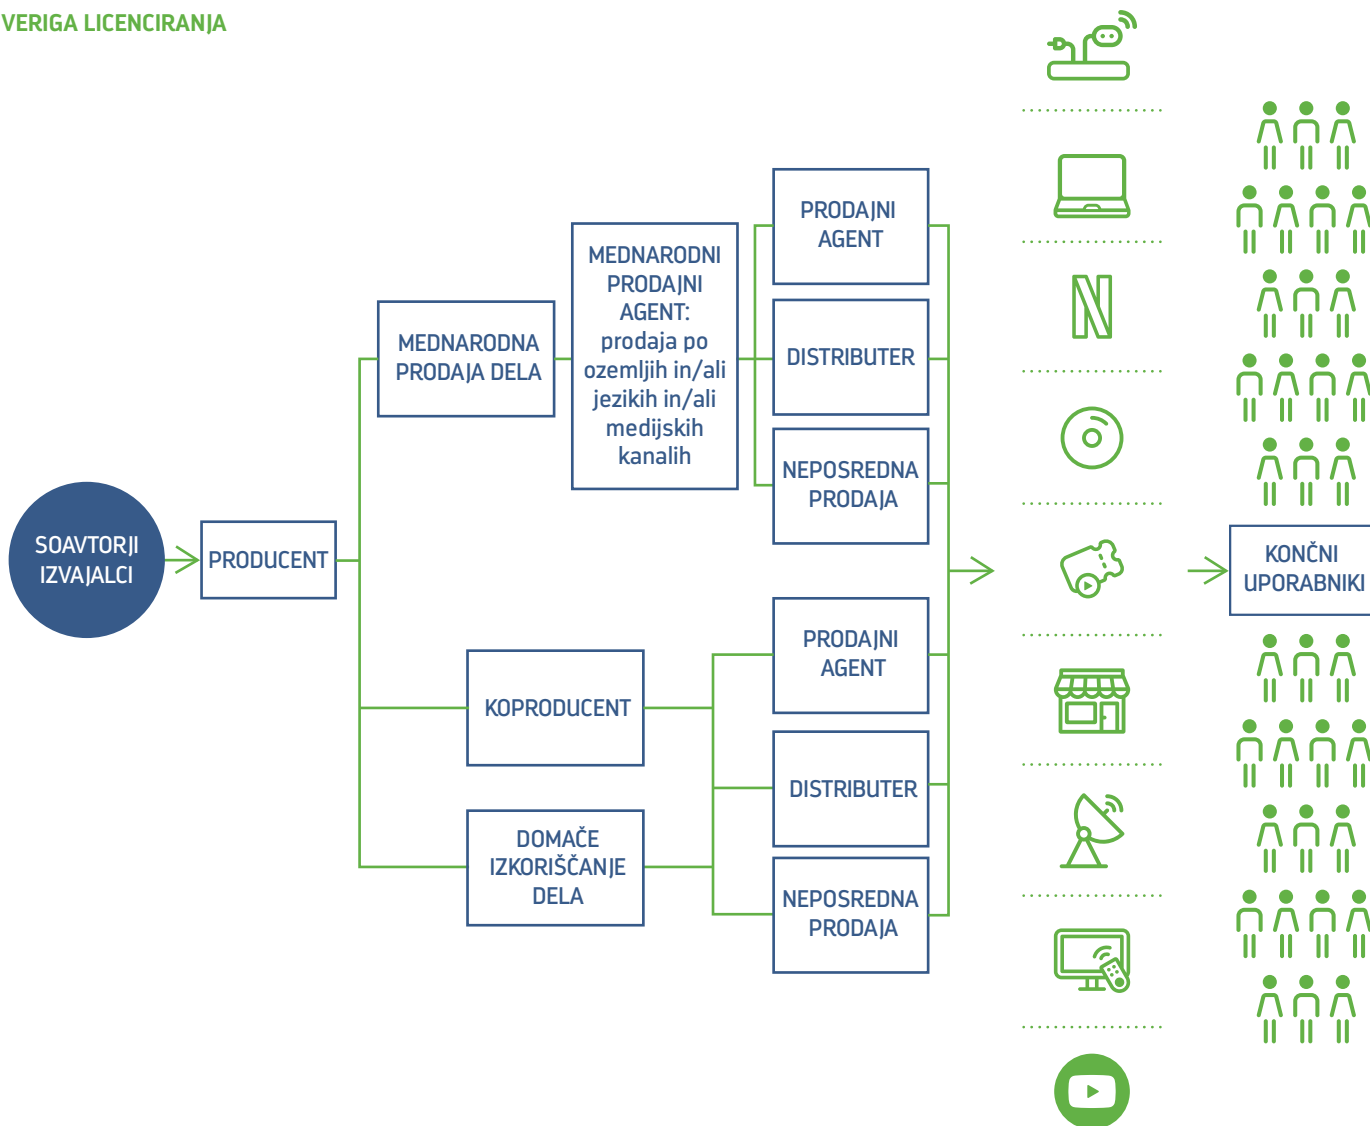 VERIGA LICENCIRANJA
SOAVTORJI
IZVAJALCI
PRODUCENT
MEDNARODNA
PRODAJA DELA
MEDNARODNI
PRODAJNI
AGENT:
prodaja po
ozemljih in/ali
jezikih in/ali
medijskih
kanalih
PRODAJNI
AGENT
DISTRIBUTER
NEPOSREDNA
PRODAJA
KOPRODUCENT
DOMAČE
IZKORIŠČANJE
DELA
PRODAJNI
AGENT
DISTRIBUTER
NEPOSREDNA
PRODAJA
N
KONČNI
UPORABNIKI